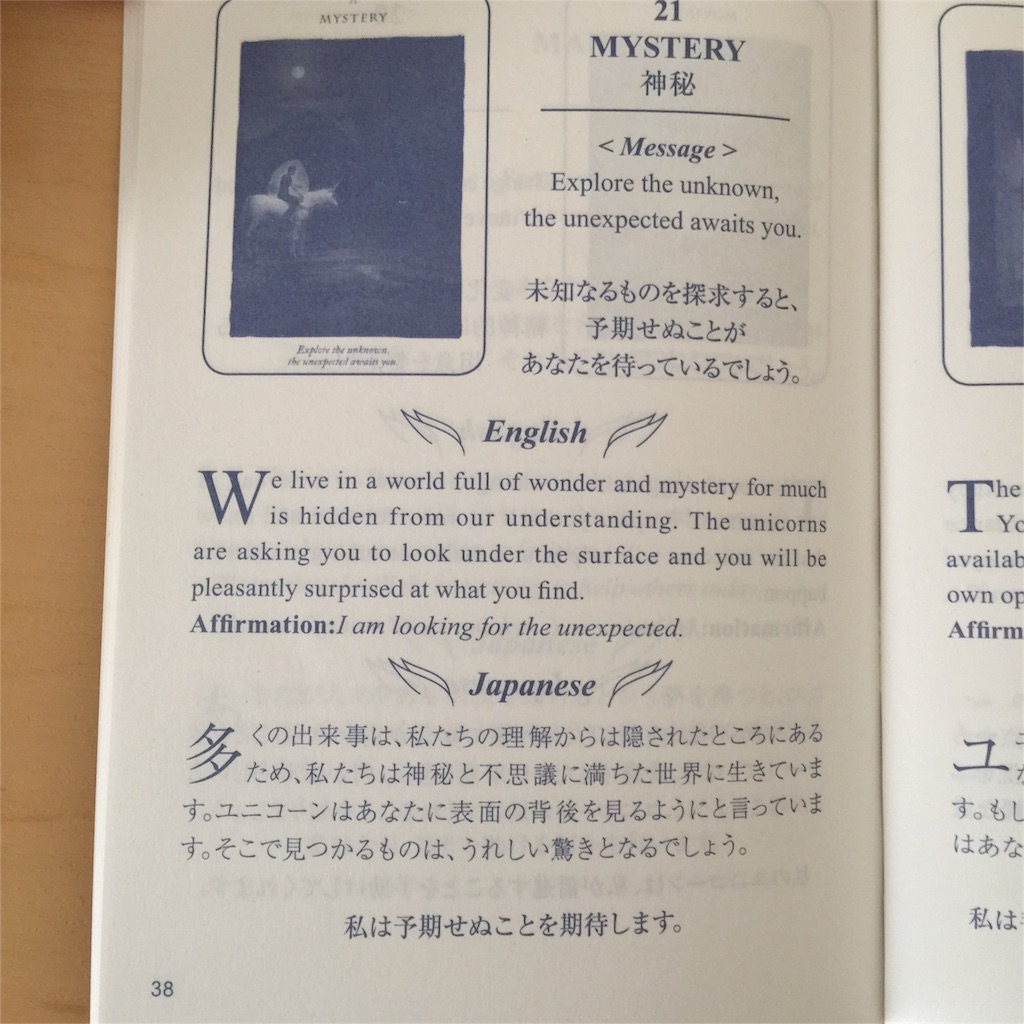 MYSTERY
Explore the unknown,
the unexpected awaits you.
21
MYSTERY
神秘
< Message >
Explore the unknown,
the unexpected awaits you.
未知なるものを探求すると、
予期せぬことが
あなたを待っているでしょう。
English
We live in a world full of wonder and mystery for much
is hidden from our understanding. The unicorns
are asking you to look under the surface and you will be
pleasantly surprised at what you find.
Affirmation:I am looking for the unexpected.
Japanese
多くの出来事は、私たちの理解からは隠されたところにある
ため、私たちは神秘と不思議に満ちた世界に生きていま
す。ユニコーンはあなたに表面の背後を見るようにと言っていま
す。そこで見つかるものは、うれしい驚きとなるでしょう。
私は予期せぬことを期待します。
38
The
Yo
availab
own op
Affirm
ユニ
す。もし
はあな
私は